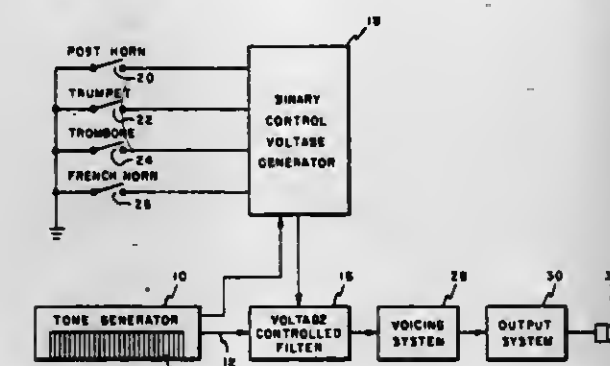 POST HORN
20
TRUMPET
22
TROMBONE
24
FRENCH HORN
26
BINARY
CONTROL
VOLTAGE
GENERATOR
10
TONE GENERATOR
12
16
VOLTAGE
CONTROLLED
FILTER
28
VOICING
SYSTEM
30
OUTPUT
SYSTEM